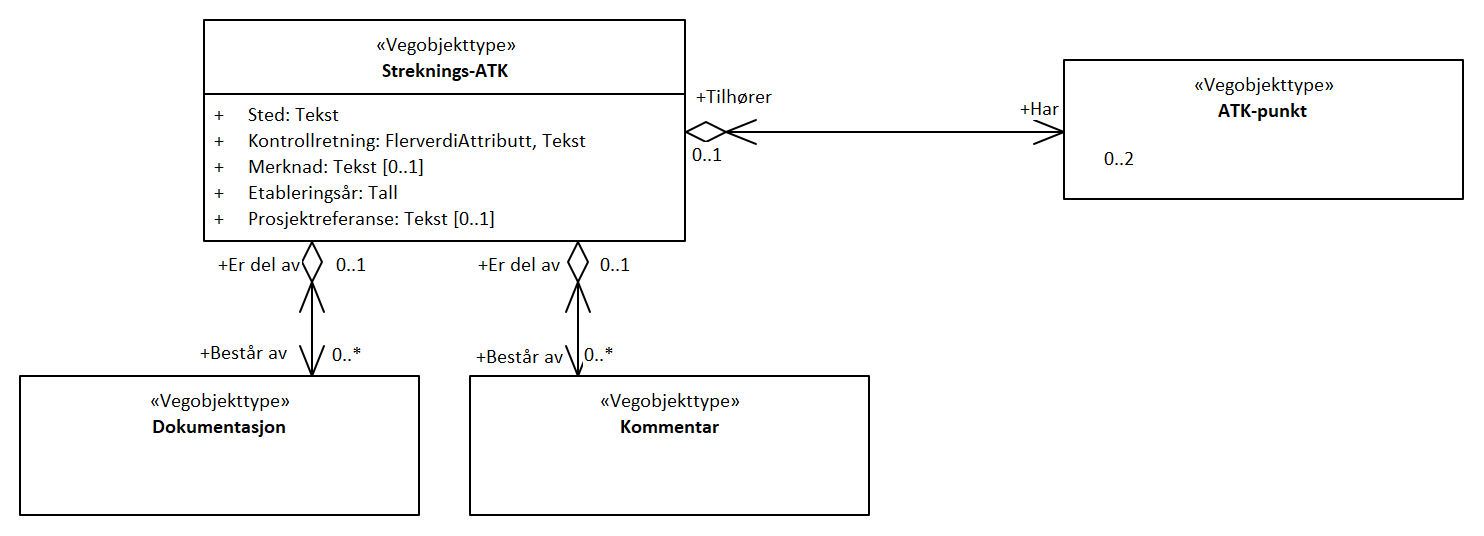 «Vegobjekttype»
Streknings-ATK
+ Sted: Tekst
+ Kontrollretning: FlerverdiAttributt, Tekst
+ Merknad: Tekst [0..1]
+ Etableringsår: Tall
+ Prosjektreferanse: Tekst [0..1]
+Tilhører
0..1
+Har
«Vegobjekttype»
ATK-punkt
0..2
+Er del av
0..1
+Er del av
0..1
+Består av
0..*
+Består av
0..*
«Vegobjekttype»
Dokumentasjon
«Vegobjekttype»
Kommentar